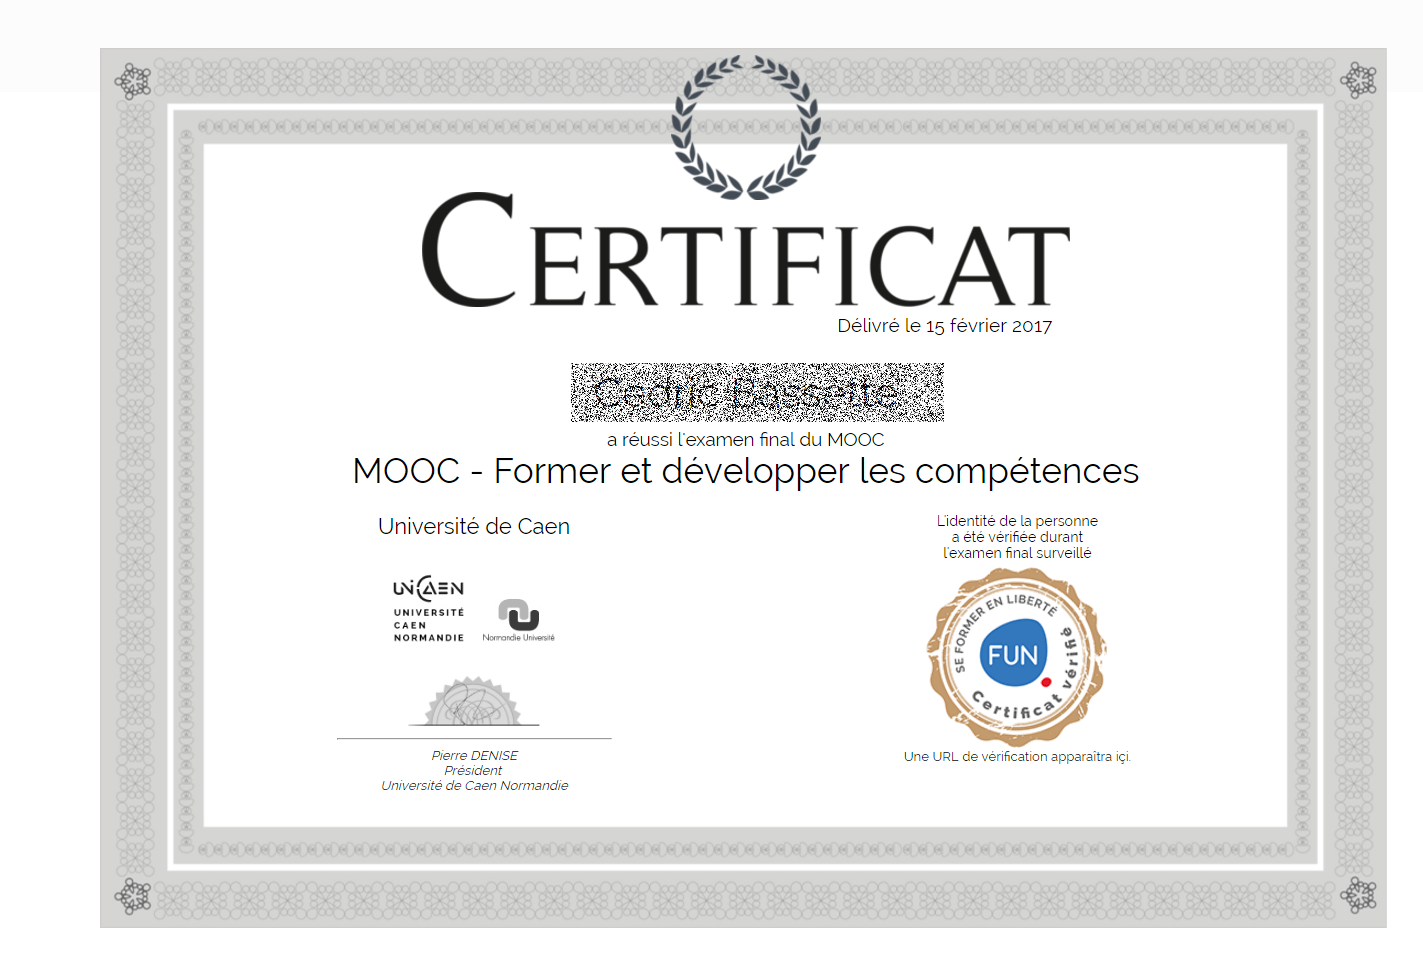 CERTIFICAT
Délivré le 15 février 2017
Cedric Bassette
a réussi l'examen final du MOOC
MOOC - Former et développer les compétences
Université de Caen
L'identité de la personne
a été vérifiée durant
l'examen final surveillé
UNICAEN
UNIVERSITÉ
CAEN
NORMANDIE
Normandie Université
SE FORMER EN LIBERTÉ
FUN
Certificat vérifié
Pierre DENISE
Président
Université de Caen Normandie
Une URL de vérification apparaîtra içi.